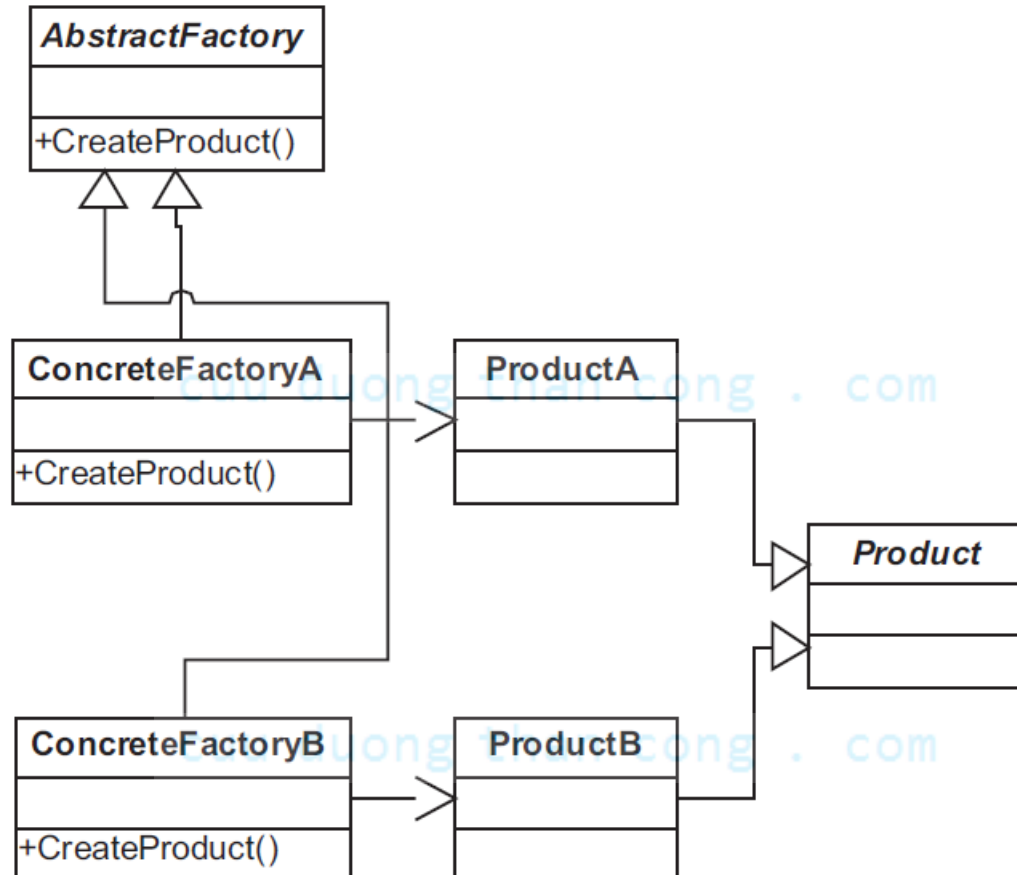 AbstractFactory
+CreateProduct()
ConcreteFactoryA
ProductA
cuu duong than cong . com
+CreateProduct()
Product
ConcreteFactoryB
ProductB
cuu duong than cong . com
+CreateProduct()